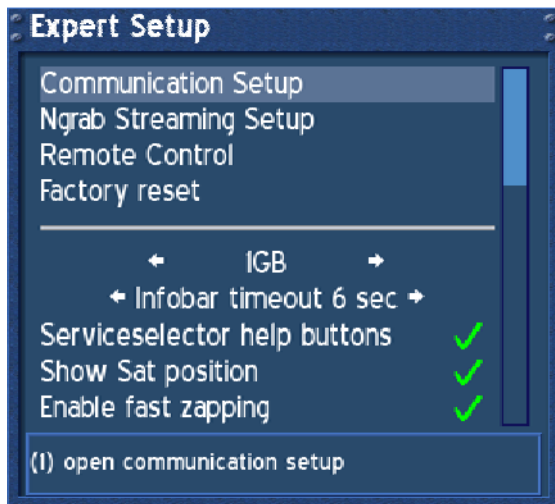 Expert Setup
Communication Setup
Ngrab Streaming Setup
Remote Control
Factory reset
1GB
Infobar timeout 6 sec
Serviceselector help buttons
Show Sat position
Enable fast zapping
(1) open communication setup